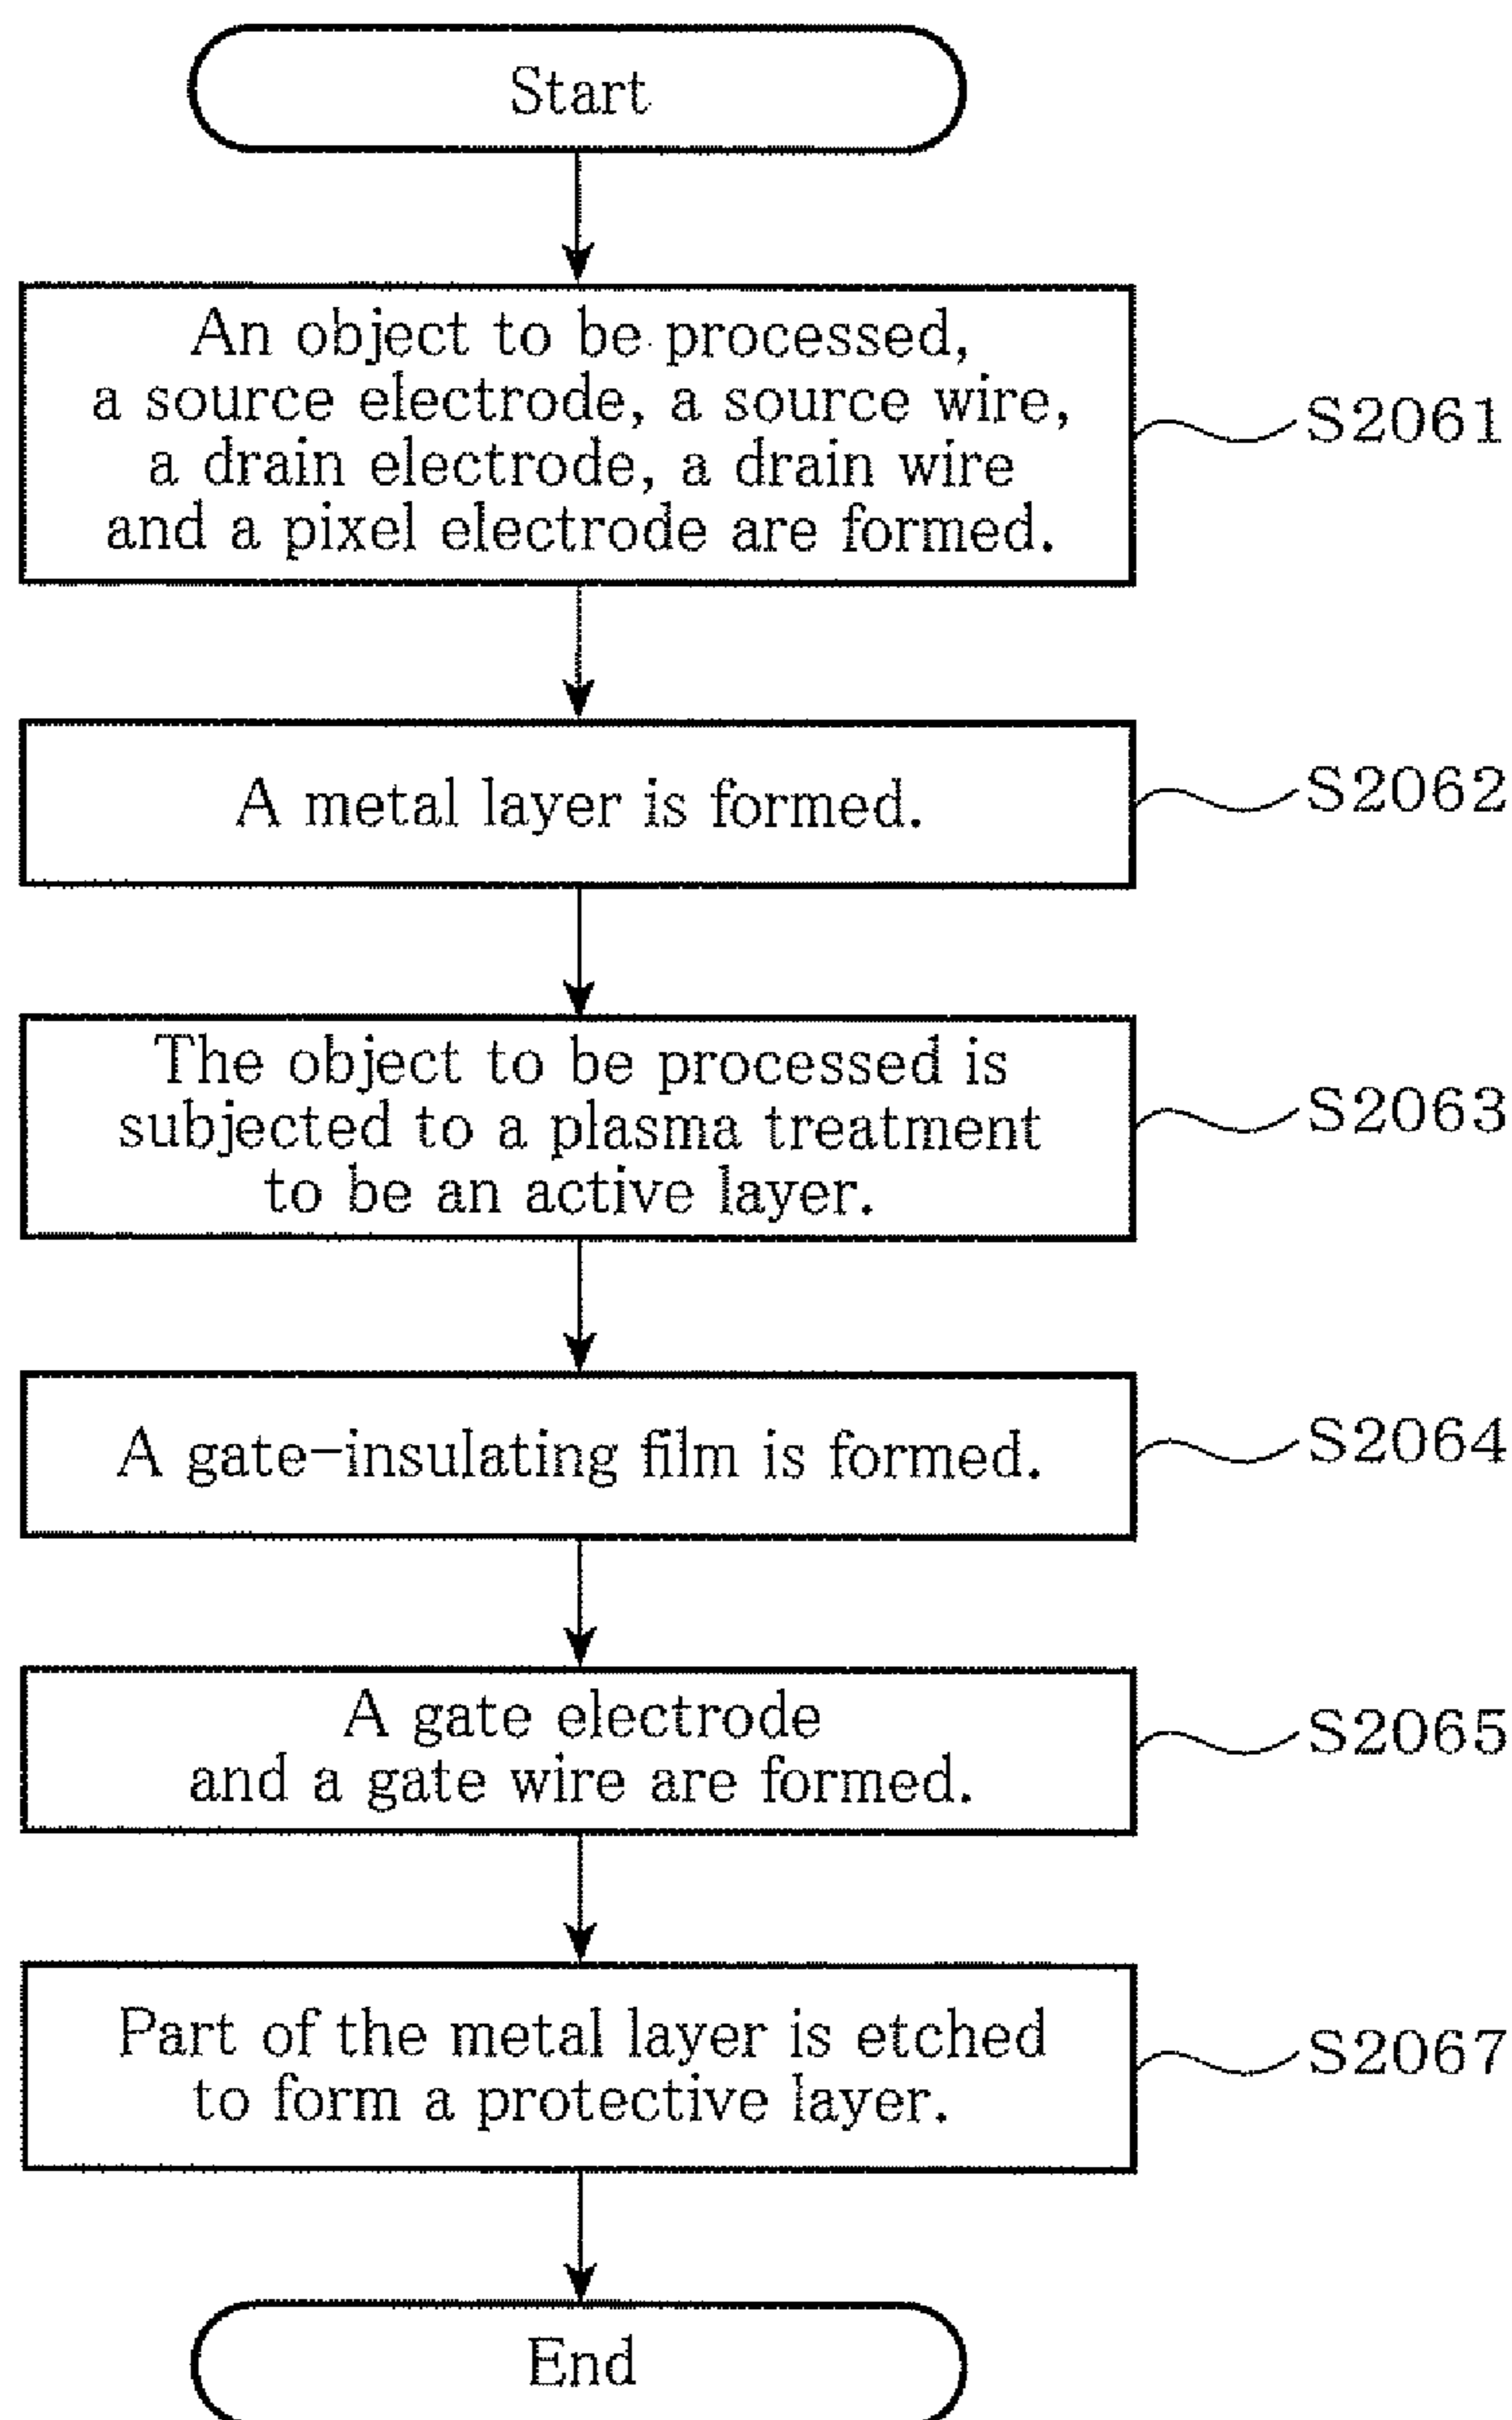 Start
An object to be processed,
a source electrode, a source wire,
a drain electrode, a drain wire
and a pixel electrode are formed.
S2061
A metal layer is formed.
S2062
The object to be processed is
subjected to a plasma treatment
to be an active layer.
S2063
A gate-insulating film is formed.
S2064
A gate electrode
and a gate wire are formed.
S2065
Part of the metal layer is etched
to form a protective layer.
S2067
End